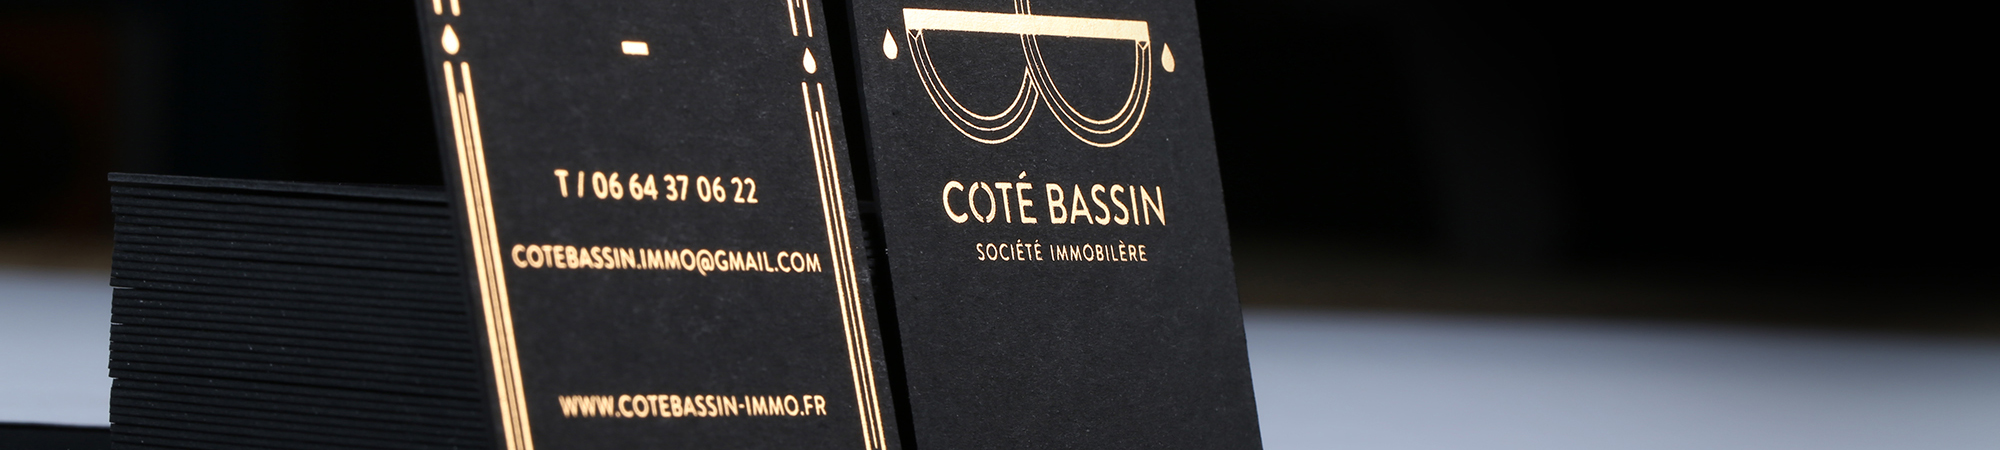 T / 06 64 37 06 22
COTEBASSIN.IMMO@GMAIL.COM
WWW.COTEBASSIN-IMMO.FR
COTÉ BASSIN
SOCIÉTÉ IMMOBILÈRE